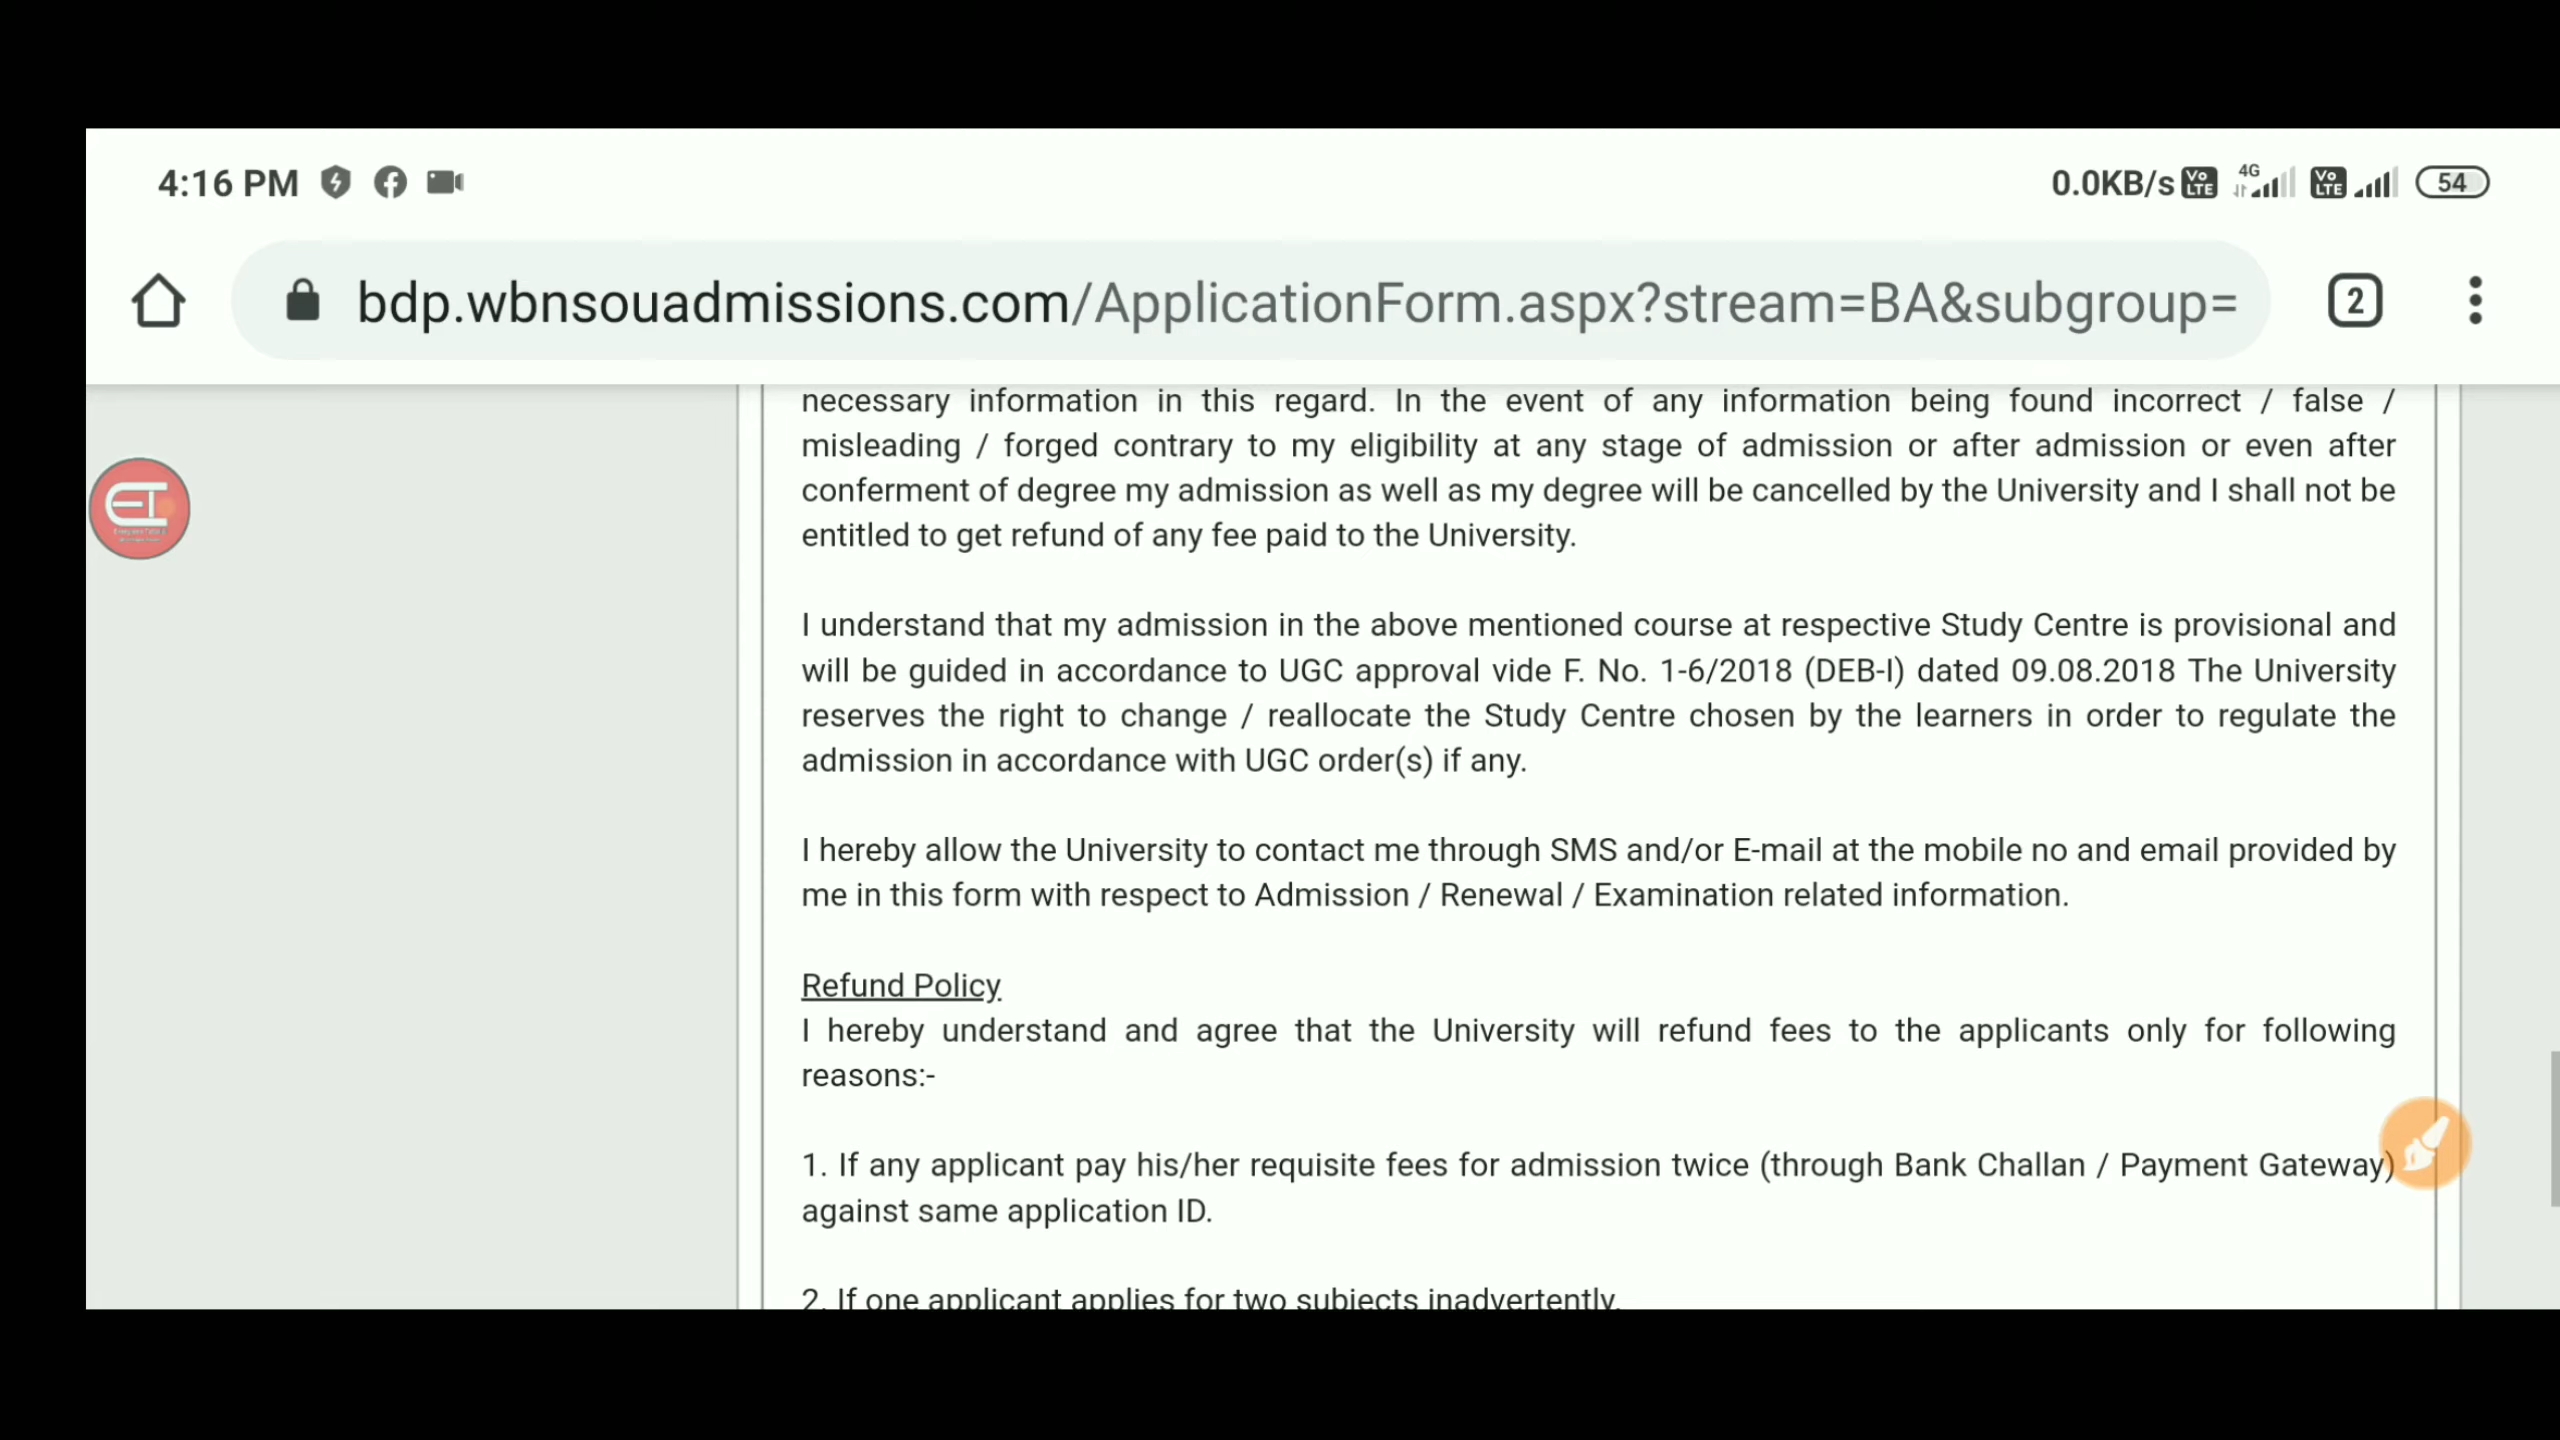 4:16 PM
0.0KB/s Vo LTE 4G Vo LTE 54
bdp.wbnsouadmissions.com/ApplicationForm.aspx?stream=BA&subgroup=
2
necessary information in this regard. In the event of any information being found incorrect / false /
misleading / forged contrary to my eligibility at any stage of admission or after admission or even after
conferment of degree my admission as well as my degree will be cancelled by the University and I shall not be
entitled to get refund of any fee paid to the University.
I understand that my admission in the above mentioned course at respective Study Centre is provisional and
will be guided in accordance to UGC approval vide F. No. 1-6/2018 (DEB-I) dated 09.08.2018 The University
reserves the right to change / reallocate the Study Centre chosen by the learners in order to regulate the
admission in accordance with UGC order(s) if any.
I hereby allow the University to contact me through SMS and/or E-mail at the mobile no and email provided by
me in this form with respect to Admission / Renewal / Examination related information.
Refund Policy
I hereby understand and agree that the University will refund fees to the applicants only for following
reasons:-
1. If any applicant pay his/her requisite fees for admission twice (through Bank Challan / Payment Gateway)
against same application ID.
2. If one applicant applies for two subjects inadvertently.